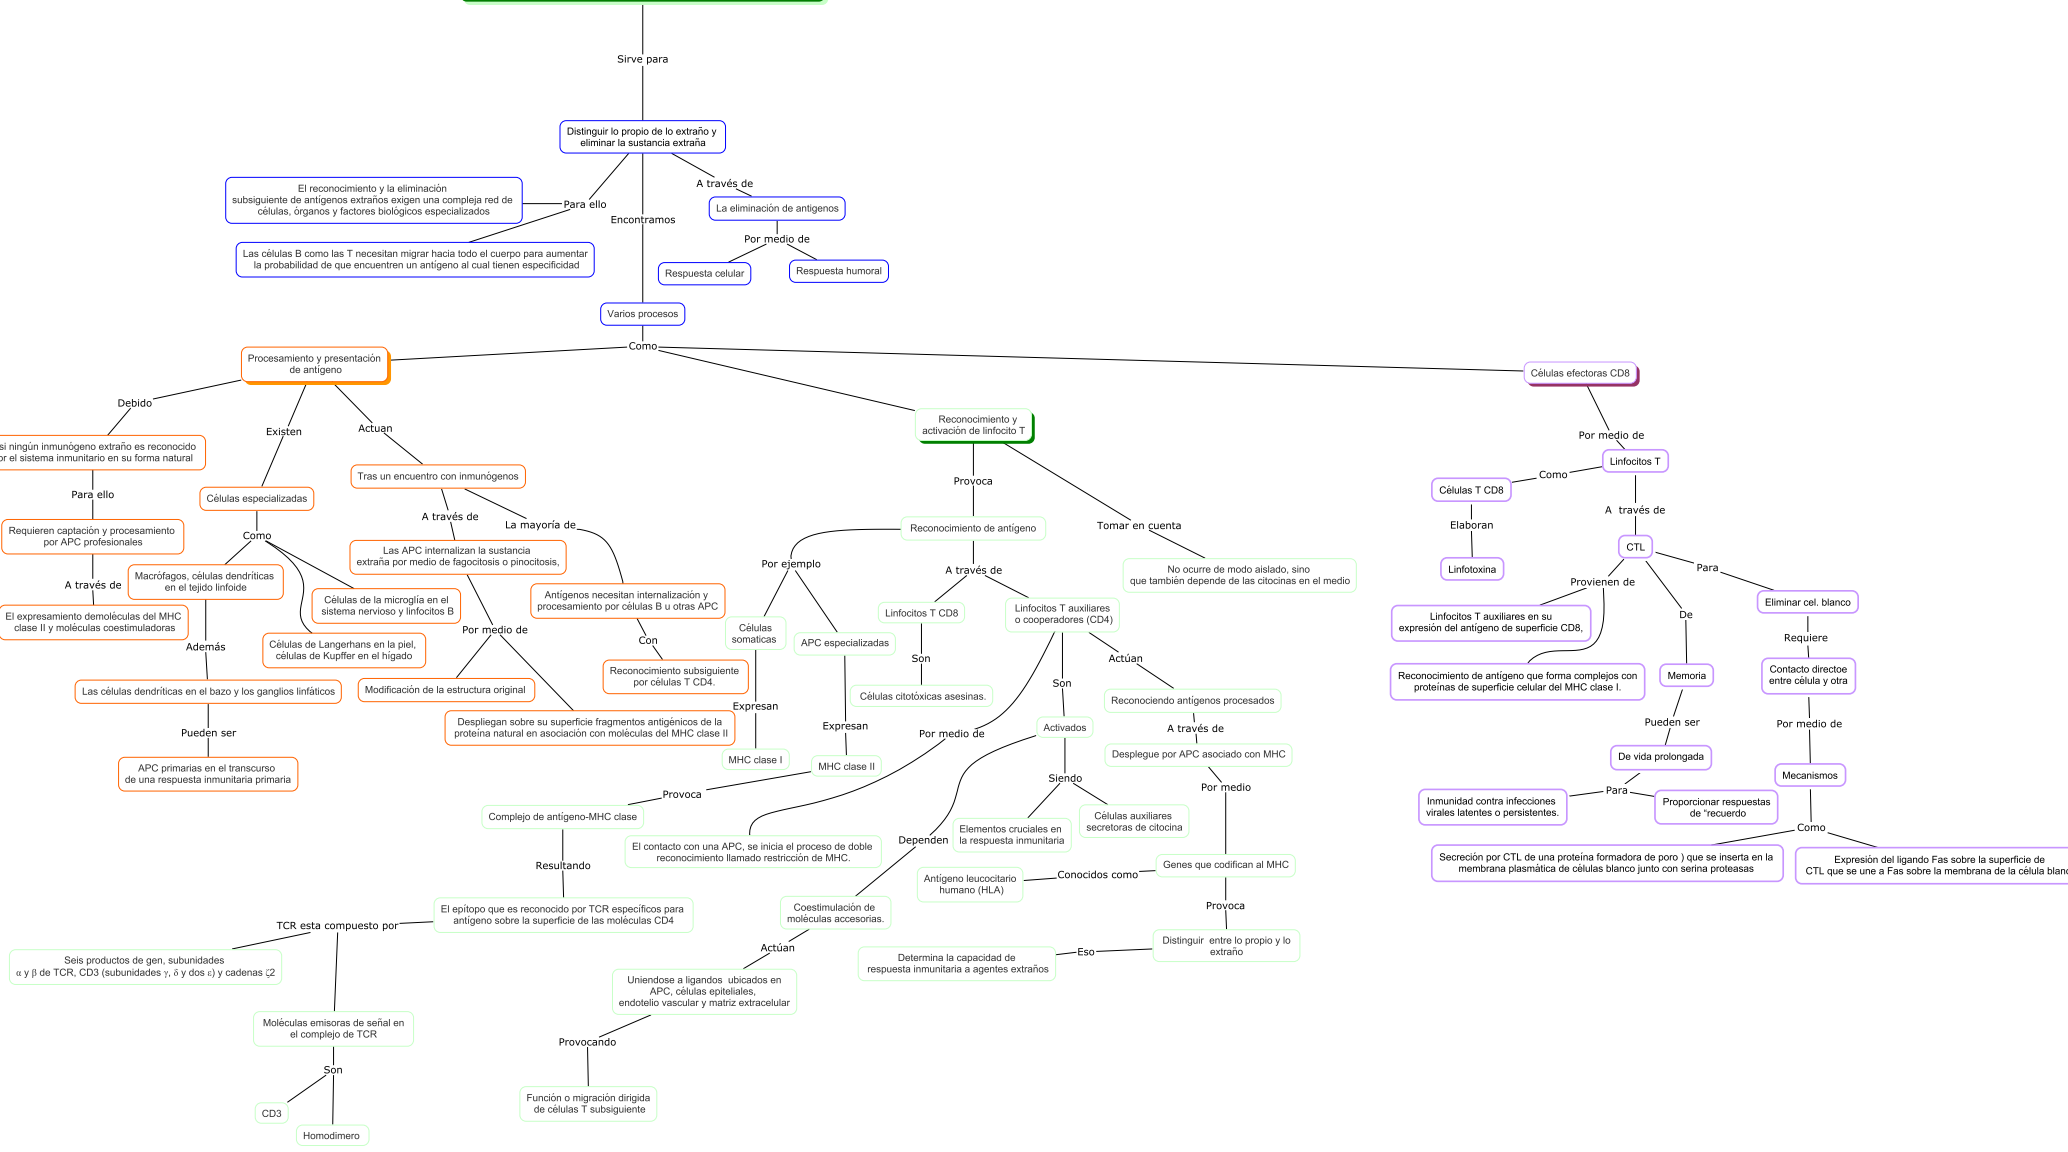 Sirve para
Distinguir lo propio de lo extraño y
eliminar la sustancia extraña
A través de
El reconocimiento y la eliminación
subsiguiente de antígenos extraños exigen una compleja red de
células, órganos y factores biológicos especializados
Para ello
La eliminación de antigenos
Encontramos
Por medio de
Las células B como las T necesitan migrar hacia todo el cuerpo para aumentar
la probabilidad de que encuentren un antígeno al cual tienen especificidad
Respuesta celular
Respuesta humoral
Varios procesos
Como
Procesamiento y presentación
de antígeno
Debido
si ningún inmunógeno extraño es reconocido
or el sistema inmunitario en su forma natural
Para ello
Requieren captación y procesamiento
por APC profesionales
A través de
El expresamiento demoléculas del MHC
clase II y moléculas coestimuladoras
Existen
Células especializadas
Como
Macrófagos, células dendríticas
en el tejido linfoide
Células de la microglía en el
sistema nervioso y linfocitos B
Células de Langerhans en la piel,
células de Kupffer en el hígado
Además
Las células dendríticas en el bazo y los ganglios linfáticos
Pueden ser
APC primarias en el transcurso
de una respuesta inmunitaria primaria
Actuan
Tras un encuentro con inmunógenos
A través de
La mayoría de
Las APC internalizan la sustancia
extraña por medio de fagocitosis o pinocitosis,
Antígenos necesitan internalización y
procesamiento por células B u otras APC
Por medio de
Con
Reconocimiento subsiguiente
por células T CD4.
Modificación de la estructura original
Despliegan sobre su superficie fragmentos antigénicos de la
proteína natural en asociación con moléculas del MHC clase II
Reconocimiento y
activación de linfocito T
Provoca
Tomar en cuenta
Reconocimiento de antígeno
No ocurre de modo aislado, sino
que también depende de las citocinas en el medio
Por ejemplo
A través de
Células
somaticas
APC especializadas
Expresan
Expresan
MHC clase I
MHC clase II
Linfocitos T CD8
Son
Células citotóxicas asesinas.
Linfocitos T auxiliares
o cooperadores (CD4)
Actúan
Son
Por medio de
Reconociendo antígenos procesados
A través de
Activados
Desplegue por APC asociado con MHC
Siendo
Por medio
Provoca
Complejo de antígeno-MHC clase
Elementos cruciales en
la respuesta inmunitaria
Células auxiliares
secretoras de citocina
Dependen
El contacto con una APC, se inicia el proceso de doble
reconocimiento llamado restricción de MHC.
Resultando
Genes que codifican al MHC
Conocidos como
Antígeno leucocitario
humano (HLA)
Provoca
Distinguir entre lo propio y lo
extraño
Eso
Determina la capacidad de
respuesta inmunitaria a agentes extraños
El epítopo que es reconocido por TCR específicos para
antígeno sobre la superficie de las moléculas CD4
TCR esta compuesto por
Seis productos de gen, subunidades
α y β de TCR, CD3 (subunidades γ, δ y dos ε) y cadenas ζ2
Moléculas emisoras de señal en
el complejo de TCR
Son
CD3
Homodimero
Coestimulación de
moléculas accesorias.
Actúan
Uniendose a ligandos ubicados en
APC, células epiteliales,
endotelio vascular y matriz extracelular
Provocando
Función o migración dirigida
de células T subsiguiente
Células efectoras CD8
Por medio de
Linfocitos T
Como
Células T CD8
Elaboran
Linfotoxina
A través de
CTL
Provienen de
Para
De
Linfocitos T auxiliares en su
expresión del antígeno de superficie CD8,
Reconocimiento de antígeno que forma complejos con
proteínas de superficie celular del MHC clase I.
Memoria
Pueden ser
De vida prolongada
Para
Inmunidad contra infecciones
virales latentes o persistentes.
Proporcionar respuestas
de “recuerdo
Eliminar cel. blanco
Requiere
Contacto directoe
entre célula y otra
Por medio de
Mecanismos
Como
Secreción por CTL de una proteína formadora de poro ) que se inserta en la
membrana plasmática de células blanco junto con serina proteasas
Expresión del ligando Fas sobre la superficie de
CTL que se une a Fas sobre la membrana de la célula blanc